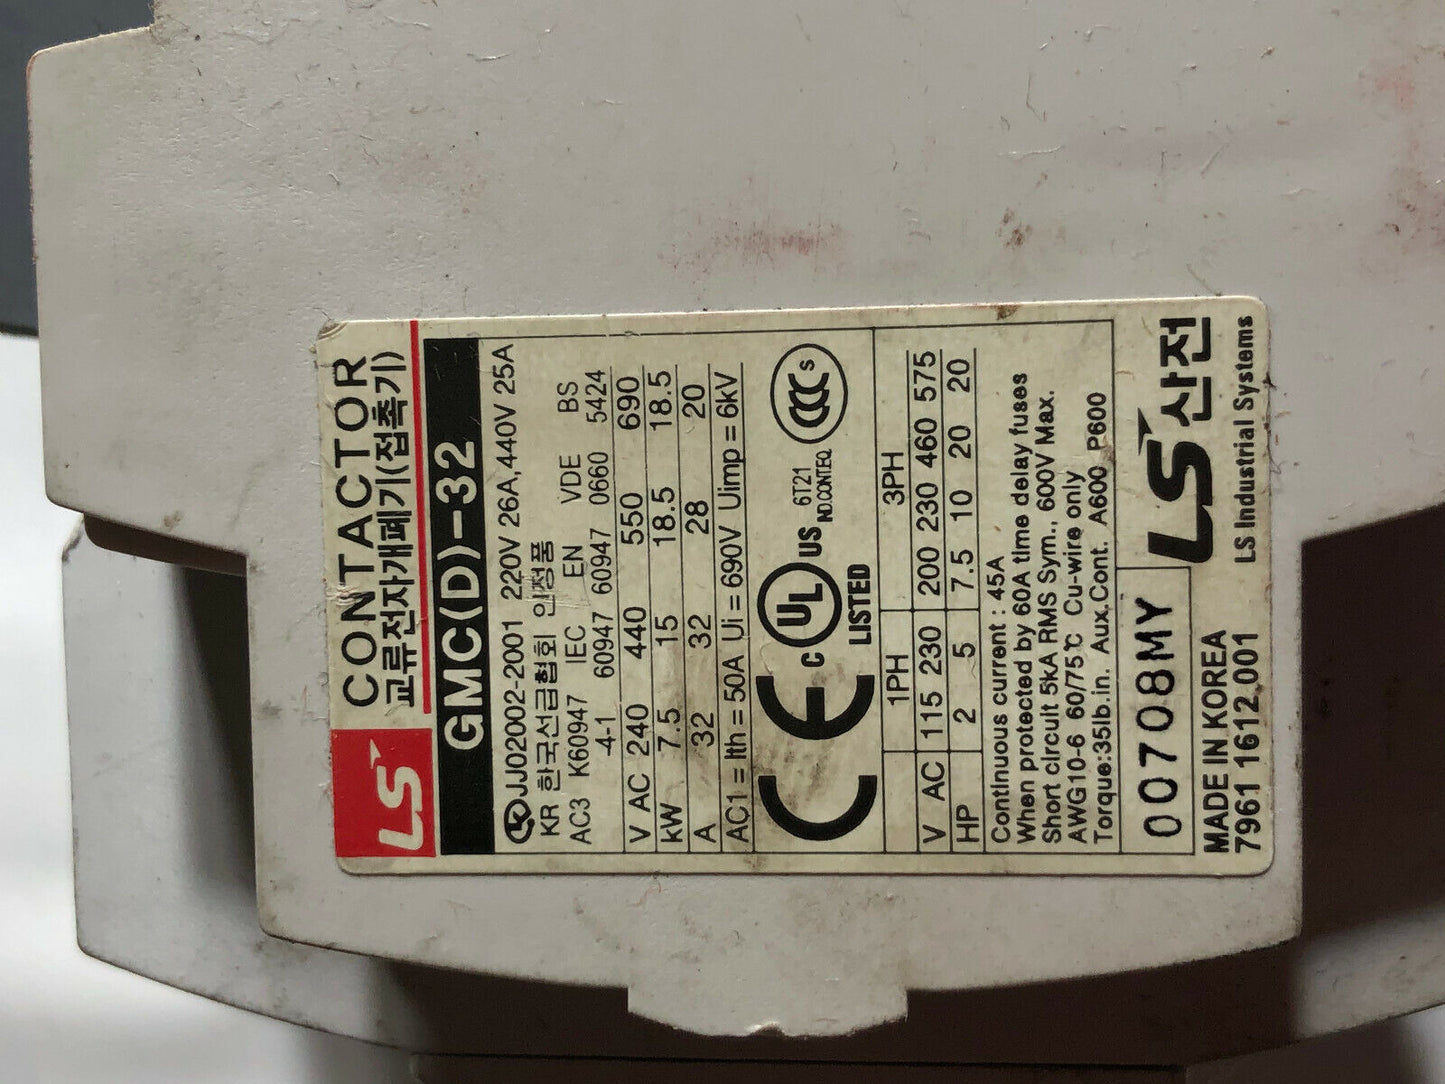 LS
CONTACTOR
교류전자개폐기(접촉기)
GMC(D)-32
JJ02002-2001 220V 26A,440V 25A
KR 한국선급협회 인정품
AC3 K60947 IEC EN VDE BS
-4-1 60947 60947 0660 5424
V AC 240 440 550 690
kW 7.5 15 18.5 18.5
A 32 32 28 20
AC1 = Ith = 50A Ui = 690V Uimp = 6kV
CE C UL US LISTED 6T21 IND.CONT.EQ. CCC S
1PH 3PH
V AC 115 230 200 230 460 575
HP 2 5 7.5 10 20 20
Continuous current : 45A
When protected by 60A time delay fuses
Short circuit 5kA RMS Sym., 600V Max.
AWG10-6 60/75℃ Cu-wire only
Torque:35lb.in. Aux.Cont. A600 P600
00708MY
LS산전
MADE IN KOREA
LS Industrial Systems
7961 1612 001